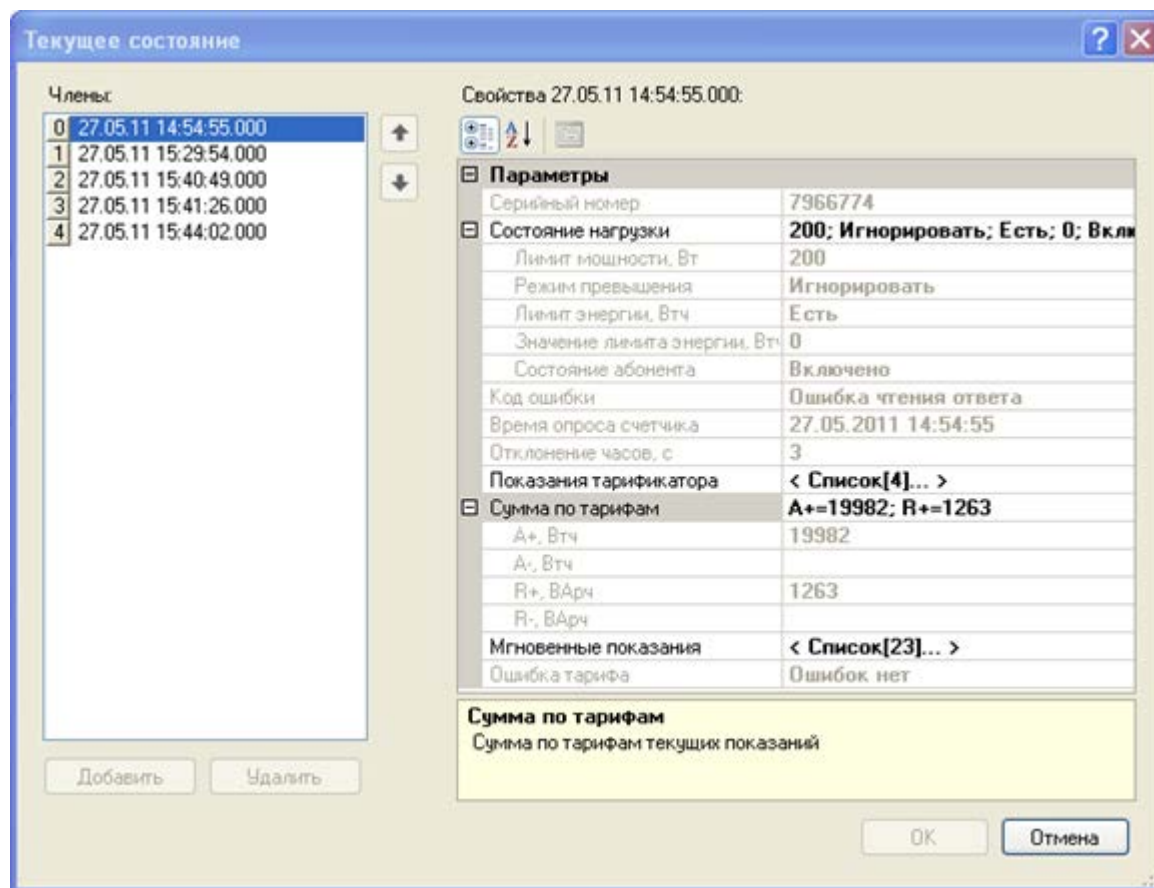 Текущее состояние
Члены:
0 27.05.11 14:54:55.000
1 27.05.11 15:29:54.000
2 27.05.11 15:40:49.000
3 27.05.11 15:41:26.000
4 27.05.11 15:44:02.000
Добавить Удалить
Свойства 27.05.11 14:54:55.000:
Параметры
Серийный номер 7966774
Состояние нагрузки 200; Игнорировать; Есть; 0; Вклю
Лимит мощности, Вт 200
Режим превышения Игнорировать
Лимит энергии, Втч Есть
Значение лимита энергии, Втч 0
Состояние абонента Включено
Код ошибки Ошибка чтения ответа
Время опроса счетчика 27.05.2011 14:54:55
Отклонение часов, с 3
Показания тарификатора < Список[4]... >
Сумма по тарифам A+=19982; R+=1263
A+, Втч 19982
A-, Втч
R+, ВАрч 1263
R-, ВАрч
Мгновенные показания < Список[23]... >
Ошибка тарифа Ошибок нет
Сумма по тарифам
Сумма по тарифам текущих показаний
OK Отмена